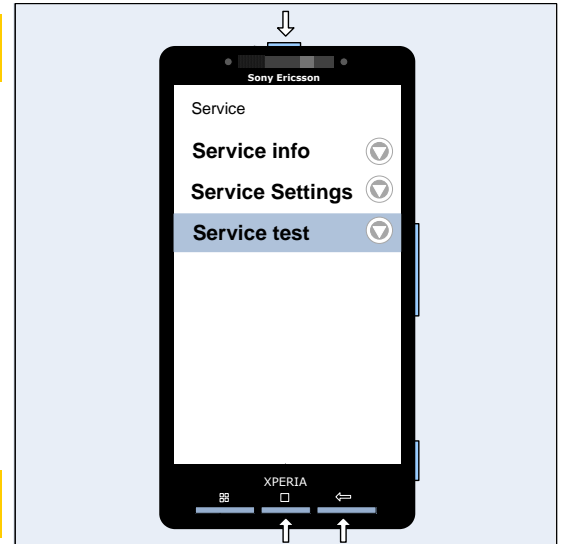 Sony Ericsson
Service
Service info
Service Settings
Service test
XPERIA